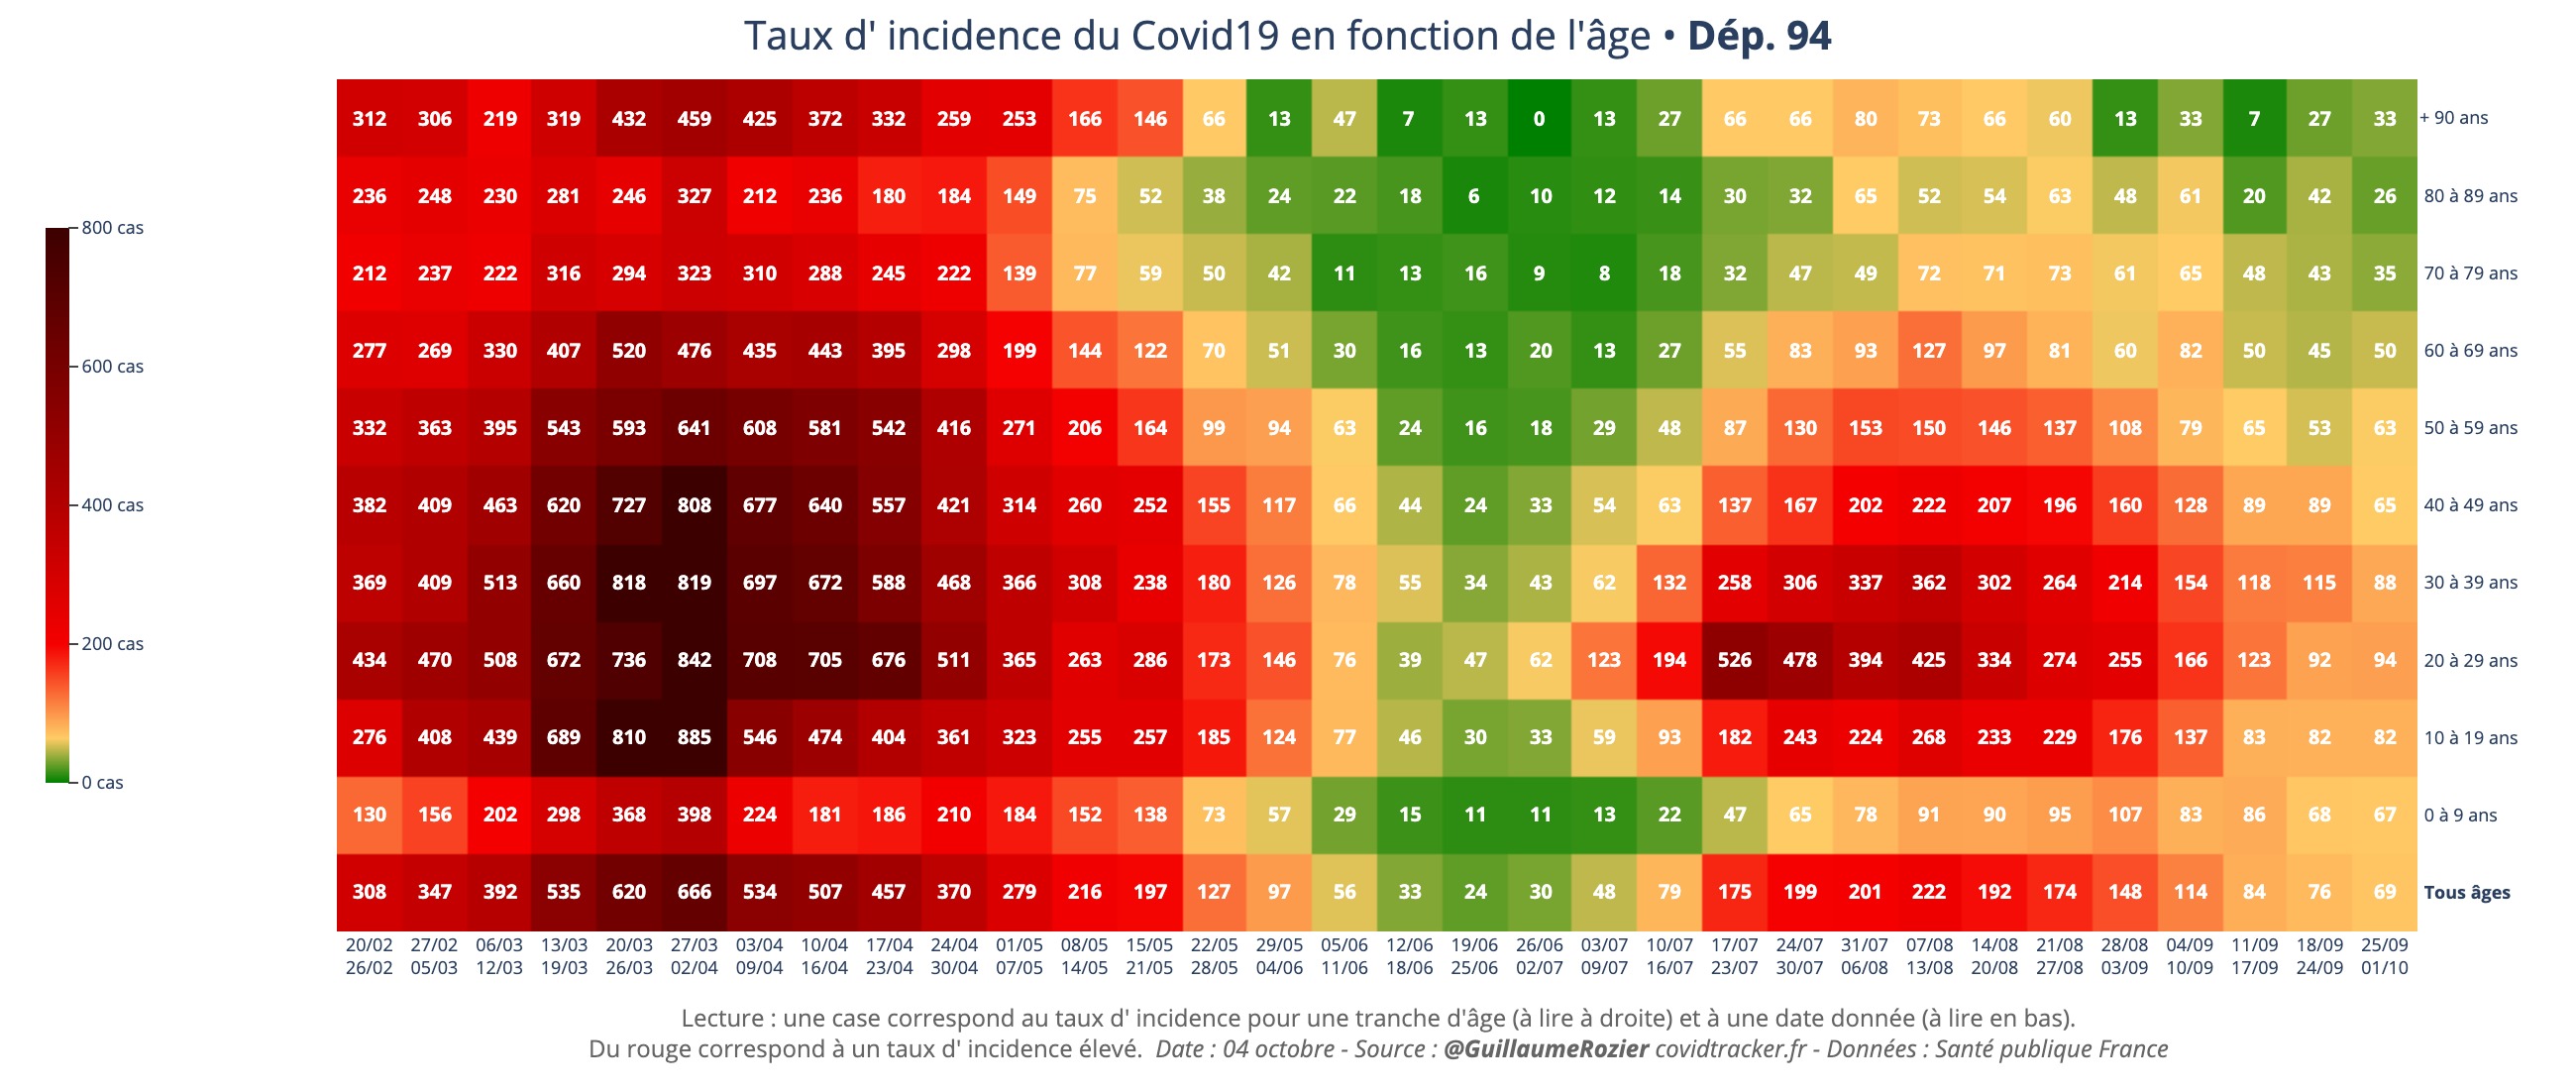 Taux d' incidence du Covid19 en fonction de l'âge • Dép. 94
312 306 219 319 432 459 425 372 332 259 253 166 146 66 13 47 7 13 0 13 27 66 66 80 73 66 60 13 33 7 27 33 + 90 ans
236 248 230 281 246 327 212 236 180 184 149 75 52 38 24 22 18 6 10 12 14 30 32 65 52 54 63 48 61 20 42 26 80 à 89 ans
800 cas
212 237 222 316 294 323 310 288 245 222 139 77 59 50 42 11 13 16 9 8 18 32 47 49 72 71 73 61 65 48 43 35 70 à 79 ans
277 269 330 407 520 476 435 443 395 298 199 144 122 70 51 30 16 13 20 13 27 55 83 93 127 97 81 60 82 50 45 50 60 à 69 ans
600 cas
332 363 395 543 593 641 608 581 542 416 271 206 164 99 94 63 24 16 18 29 48 87 130 153 150 146 137 108 79 65 53 63 50 à 59 ans
400 cas
382 409 463 620 727 808 677 640 557 421 314 260 252 155 117 66 44 24 33 54 63 137 167 202 222 207 196 160 128 89 89 65 40 à 49 ans
369 409 513 660 818 819 697 672 588 468 366 308 238 180 126 78 55 34 43 62 132 258 306 337 362 302 264 214 154 118 115 88 30 à 39 ans
200 cas
434 470 508 672 736 842 708 705 676 511 365 263 286 173 146 76 39 47 62 123 194 526 478 394 425 334 274 255 166 123 92 94 20 à 29 ans
276 408 439 689 810 885 546 474 404 361 323 255 257 185 124 77 46 30 33 59 93 182 243 224 268 233 229 176 137 83 82 82 10 à 19 ans
0 cas
130 156 202 298 368 398 224 181 186 210 184 152 138 73 57 29 15 11 11 13 22 47 65 78 91 90 95 107 83 86 68 67 0 à 9 ans
308 347 392 535 620 666 534 507 457 370 279 216 197 127 97 56 33 24 30 48 79 175 199 201 222 192 174 148 114 84 76 69 Tous âges
20/02 27/02 06/03 13/03 20/03 27/03 03/04 10/04 17/04 24/04 01/05 08/05 15/05 22/05 29/05 05/06 12/06 19/06 26/06 03/07 10/07 17/07 24/07 31/07 07/08 14/08 21/08 28/08 04/09 11/09 18/09 25/09
26/02 05/03 12/03 19/03 26/03 02/04 09/04 16/04 23/04 30/04 07/05 14/05 21/05 28/05 04/06 11/06 18/06 25/06 02/07 09/07 16/07 23/07 30/07 06/08 13/08 20/08 27/08 03/09 10/09 17/09 24/09 01/10
Lecture : une case correspond au taux d' incidence pour une tranche d'âge (à lire à droite) et à une date donnée (à lire en bas).
Du rouge correspond à un taux d' incidence élevé. Date : 04 octobre - Source : @GuillaumeRozier covidtracker.fr - Données : Santé publique France